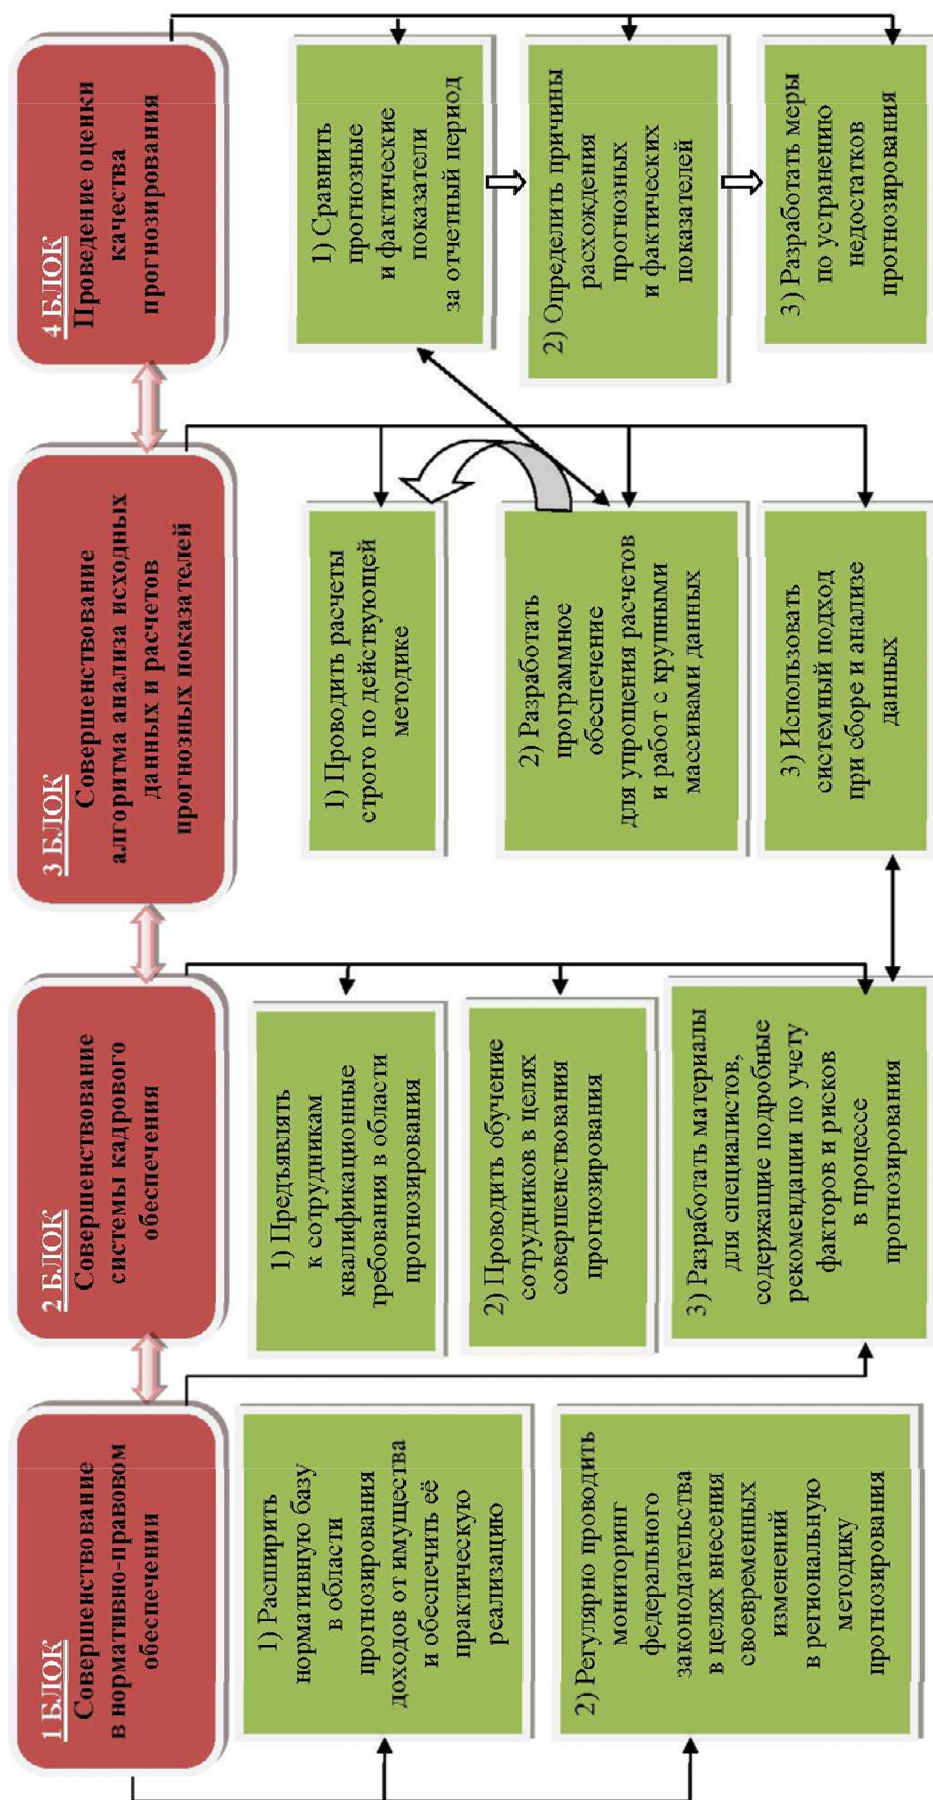 1 БЛОК
Совершенствование
в нормативно-правовом
обеспечении
1) Расширить
нормативную базу
в области
прогнозирования
доходов от имущества
и обеспечить её
практическую
реализацию
2) Регулярно проводить
мониторинг
федерального
законодательства
в целях внесения
своевременных
изменений
в региональную
методику
прогнозирования
2 БЛОК
Совершенствование
системы кадрового
обеспечения
1) Предъявлять
к сотрудникам
квалификационные
требования в области
прогнозирования
2) Проводить обучение
сотрудников в целях
совершенствования
прогнозирования
3) Разработать материалы
для специалистов,
содержащие подробные
рекомендации по учету
факторов и рисков
в процессе
прогнозирования
3 БЛОК
Совершенствование
алгоритма анализа исходных
данных и расчетов
прогнозных показателей
1) Проводить расчеты
строго по действующей
методике
2) Разработать
программное
обеспечение
для упрощения расчетов
и работ с крупными
массивами данных
3) Использовать
системный подход
при сборе и анализе
данных
4 БЛОК
Проведение оценки
качества
прогнозирования
1) Сравнить
прогнозные
и фактические
показатели
за отчетный период
2) Определить причины
расхождения
прогнозных
и фактических
показателей
3) Разработать меры
по устранению
недостатков
прогнозирования